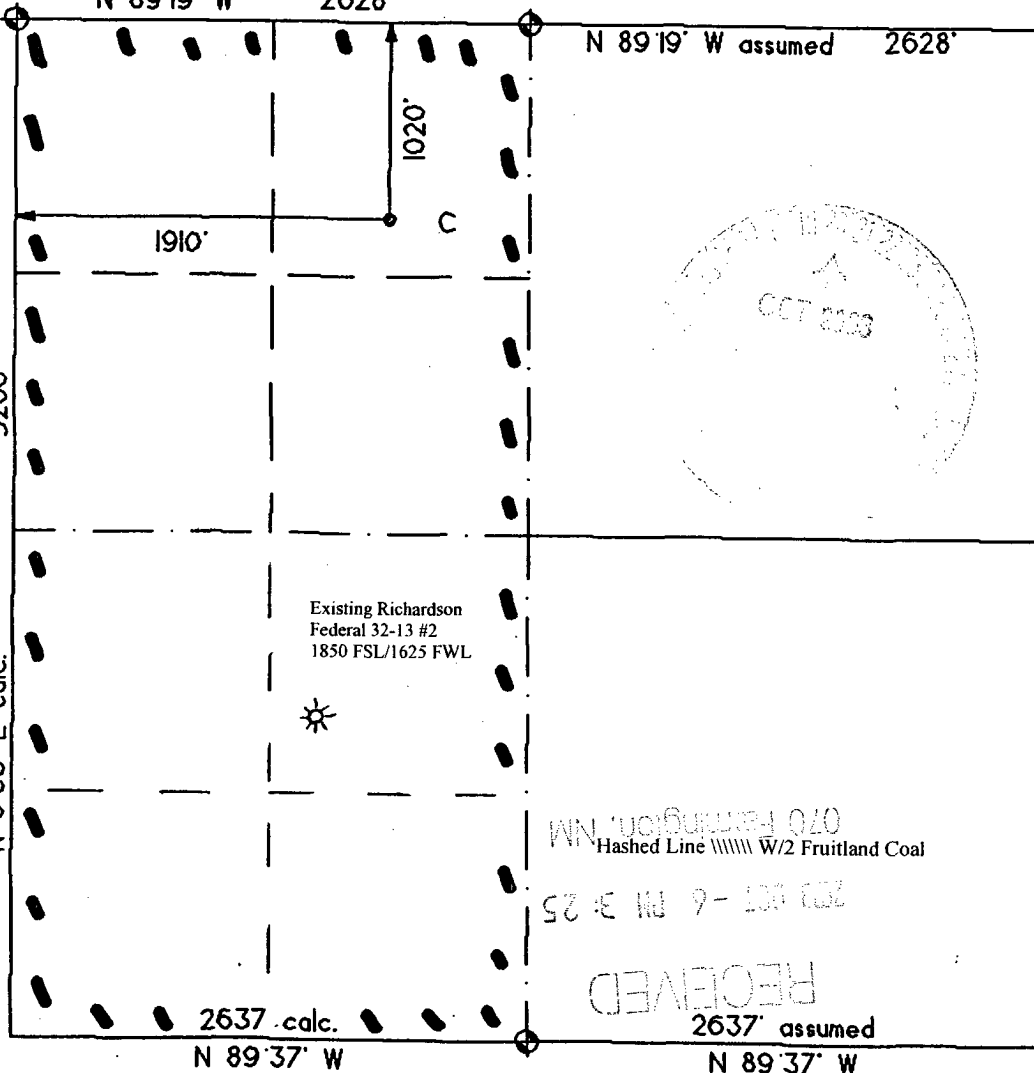 N 89°19' W 2628'
N 89°19' W assumed 2628'
1020'
1910'
C
OCT 2003
Existing Richardson
Federal 32-13 #2
1850 FSL/1625 FWL
070 Farmington, NM
Hashed Line \\\\\\\ W/2 Fruitland Coal
2003 OCT -6 PM 3:25
RECEIVED
2637 calc.
N 89°37' W
2637' assumed
N 89°37' W